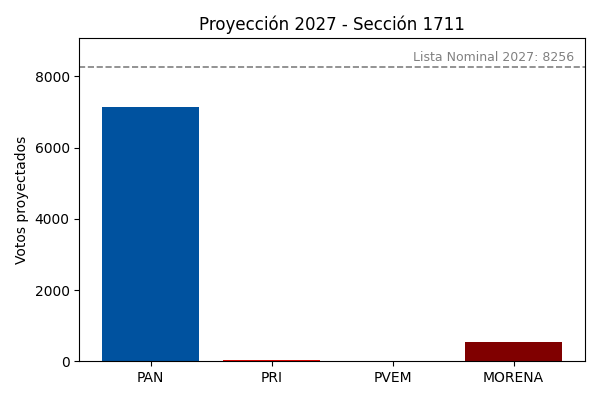 Proyección 2027 - Sección 1711
Lista Nominal 2027: 8256
Votos proyectados
8000
6000
4000
2000
0
PAN
PRI
PVEM
MORENA